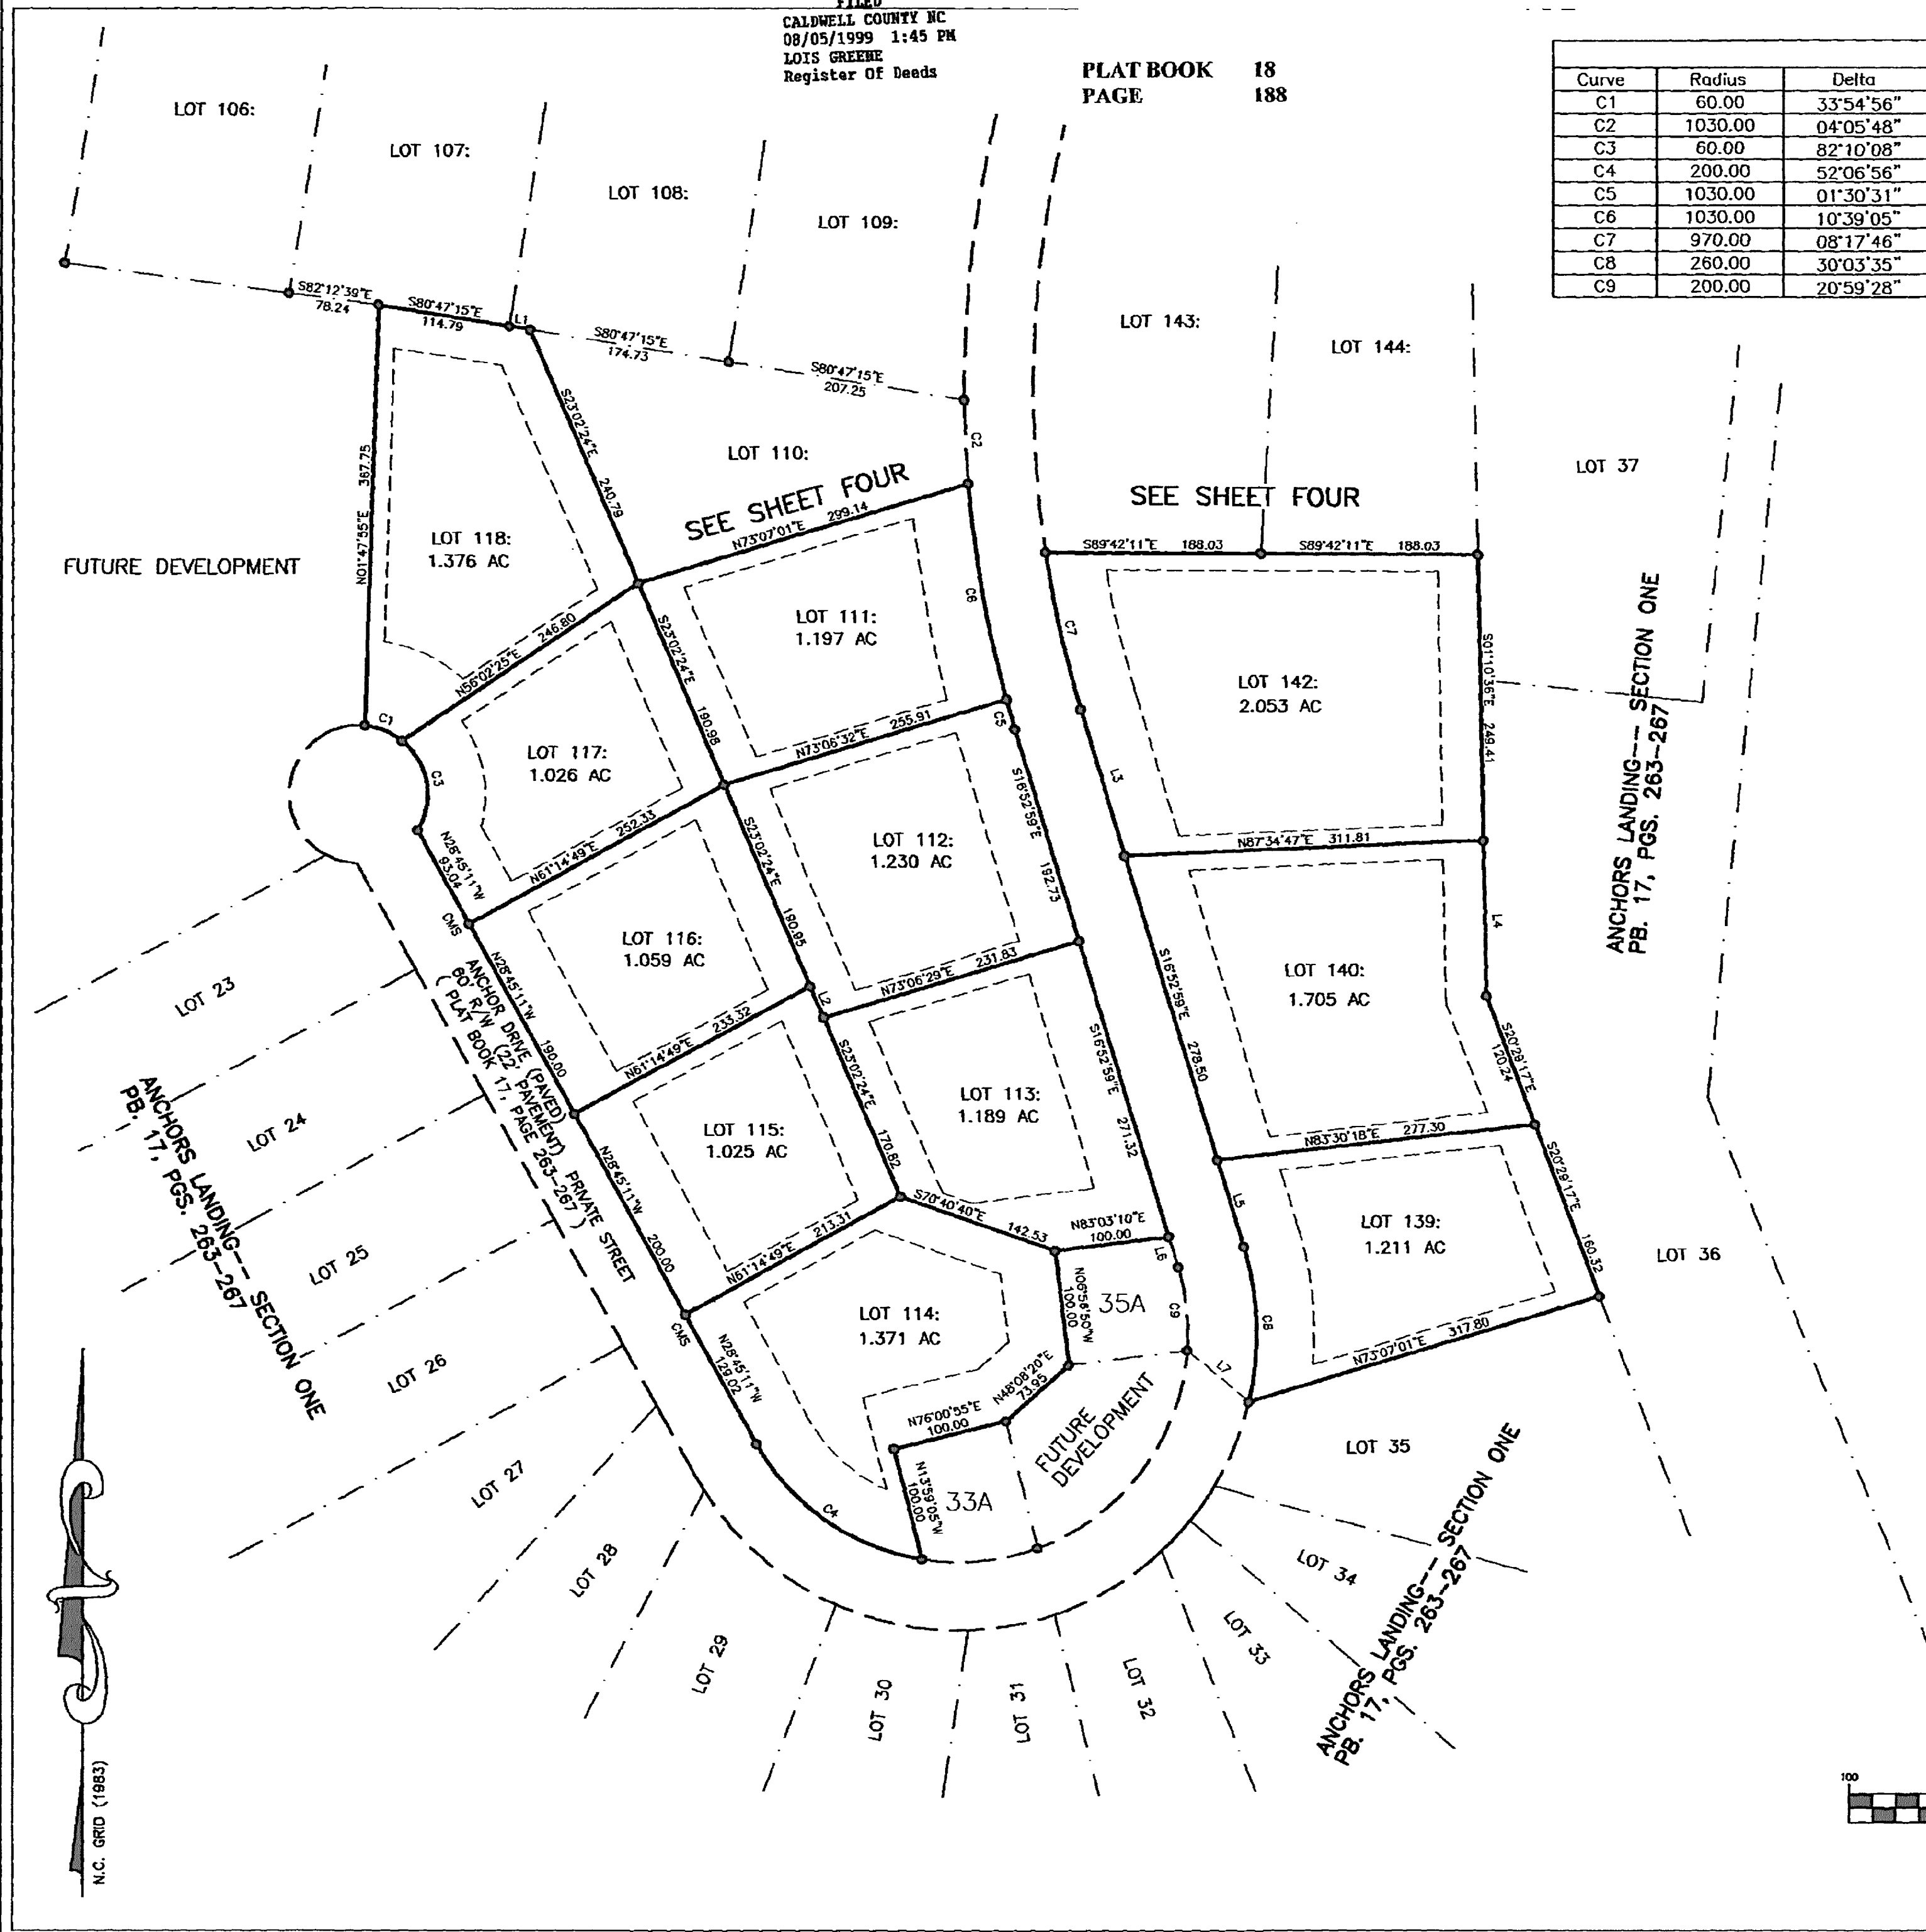 FILED
CALDWELL COUNTY NC
08/05/1999 1:45 PM
LOIS GREENE
Register Of Deeds
PLAT BOOK 18
PAGE 188
Curve Radius Delta
C1 60.00 33°54'56"
C2 1030.00 04°05'48"
C3 60.00 82°10'08"
C4 200.00 52°06'56"
C5 1030.00 01°30'31"
C6 1030.00 10°39'05"
C7 970.00 08°17'46"
C8 260.00 30°03'35"
C9 200.00 20°59'28"
LOT 106:
LOT 107:
LOT 108:
LOT 109:
S82°12'39"E
78.24
S80°47'15"E
114.79
L1
S80°47'15"E
174.73
S80°47'15"E
207.25
C2
LOT 143:
LOT 144:
LOT 37
LOT 110:
SEE SHEET FOUR
SEE SHEET FOUR
S23°02'24"E 240.79
N73°07'01"E 299.14
N01°47'55"E 367.75
LOT 118:
1.376 AC
FUTURE DEVELOPMENT
S89°42'11"E 188.03
S89°42'11"E 188.03
C6
C7
LOT 111:
1.197 AC
N56°02'25"E 246.80
S23°02'24"E 190.98
S01°10'36"E 249.41
LOT 142:
2.053 AC
ANCHORS LANDING-- SECTION ONE
PB. 17, PGS. 263-267
C1
C3
LOT 117:
1.026 AC
N73°06'32"E 255.91
C5
L3
S16°52'59"E 192.73
N28°45'11"W
93.04
N61°14'49"E 252.33
S23°02'24"E 190.95
LOT 112:
1.230 AC
N87°34'47"E 311.81
CMS
LOT 116:
1.059 AC
L4
N28°45'11"W 190.00
L2
N73°06'29"E 231.83
S16°52'59"E 278.50
LOT 140:
1.705 AC
LOT 23
ANCHOR DRIVE (PAVED) PRIVATE STREET
60' R/W (22' PAVEMENT)
( PLAT BOOK 17, PAGE 263-267 )
N61°14'49"E 233.32
S23°02'24"E 170.82
S16°52'59"E 271.32
S20°29'17"E
120.24
LOT 24
ANCHORS LANDING-- SECTION ONE
PB. 17, PGS. 263-267
LOT 115:
1.025 AC
LOT 113:
1.189 AC
N83°30'18"E 277.30
N28°45'11"W 200.00
N61°14'49"E 213.31
S70°40'40"E 142.53
N83°03'10"E
100.00
L5
S20°29'17"E 160.32
LOT 139:
1.211 AC
LOT 36
LOT 25
L6
N06°56'50"W
100.00
35A
C9
C8
LOT 114:
1.371 AC
CMS
N28°45'11"W
129.02
L7
N73°07'01"E 317.80
LOT 26
N48°08'20"E
73.95
N76°00'55"E
100.00
FUTURE
DEVELOPMENT
LOT 35
LOT 27
N13°59'05"W
100.00
33A
C4
LOT 28
LOT 34
ANCHORS LANDING-- SECTION ONE
PB. 17, PGS. 263-267
LOT 29
LOT 30
LOT 31
LOT 32
LOT 33
N.C. GRID (1983)
100